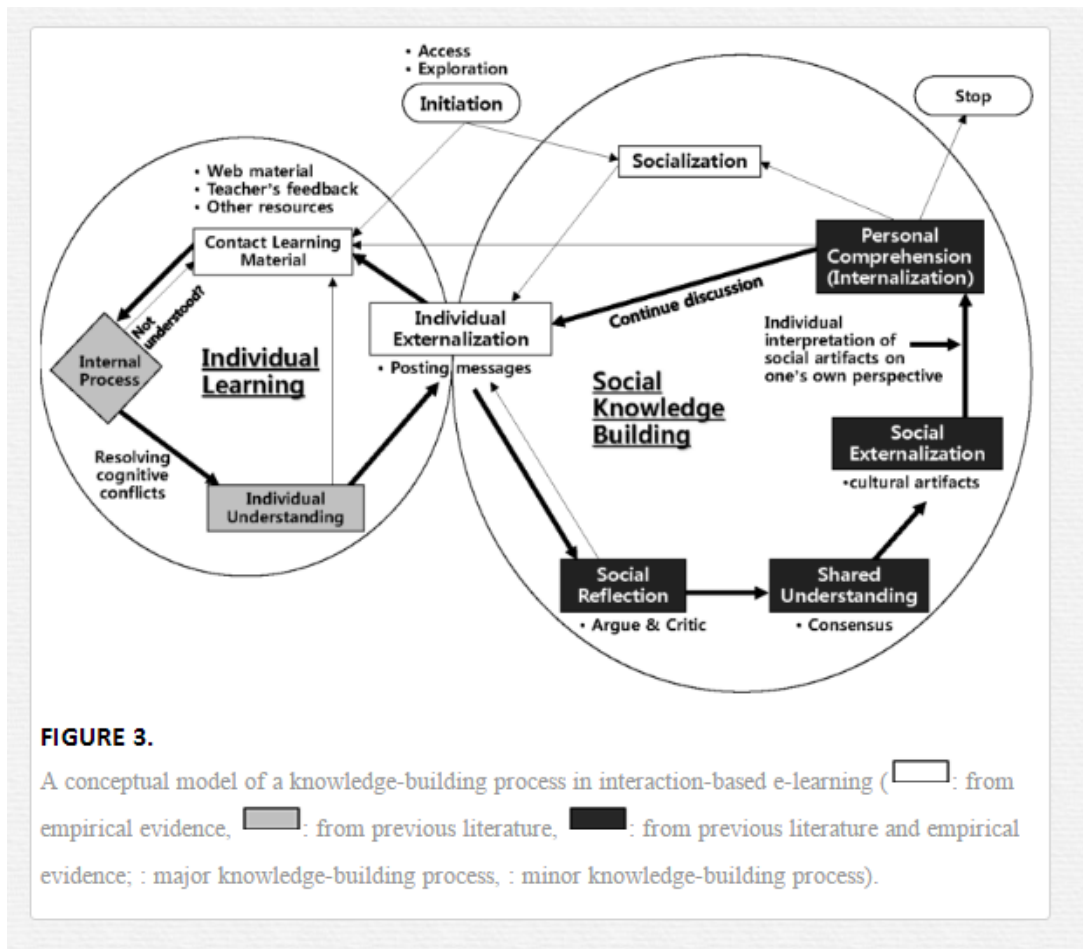 • Access
• Exploration
Initiation
Stop
Socialization
• Web material
• Teacher's feedback
• Other resources
Contact Learning
Material
Personal
Comprehension
(Internalization)
Not
understood?
Continue discussion
Individual
Externalization
• Posting messages
Individual
interpretation of
social artifacts on
one's own perspective
Internal
Process
Individual
Learning
Social
Knowledge
Building
Social
Externalization
•cultural artifacts
Resolving
cognitive
conflicts
Individual
Understanding
Social
Reflection
• Argue & Critic
Shared
Understanding
• Consensus
FIGURE 3.
A conceptual model of a knowledge-building process in interaction-based e-learning ( : from
empirical evidence, : from previous literature, : from previous literature and empirical
evidence; : major knowledge-building process, : minor knowledge-building process).